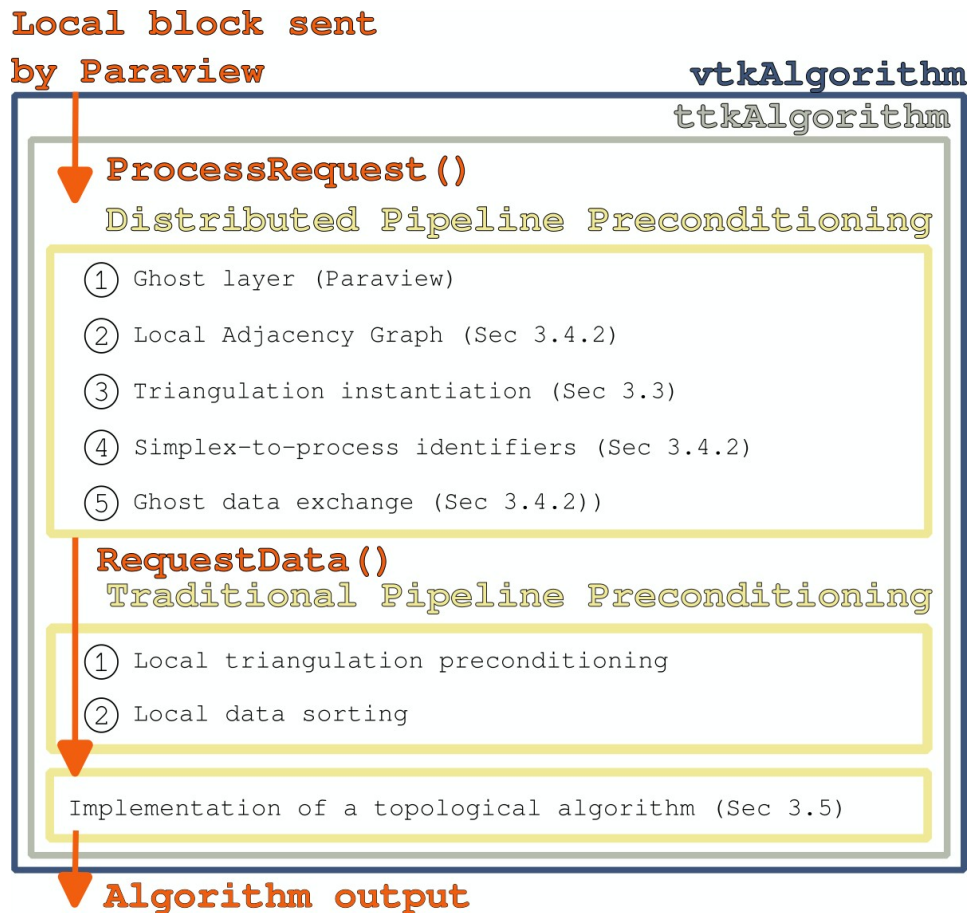 Local block sent
by Paraview
vtkAlgorithm
ttkAlgorithm
ProcessRequest()
Distributed Pipeline Preconditioning
1 Ghost layer (Paraview)
2 Local Adjacency Graph (Sec 3.4.2)
3 Triangulation instantiation (Sec 3.3)
4 Simplex-to-process identifiers (Sec 3.4.2)
5 Ghost data exchange (Sec 3.4.2))
RequestData()
Traditional Pipeline Preconditioning
1 Local triangulation preconditioning
2 Local data sorting
Implementation of a topological algorithm (Sec 3.5)
Algorithm output